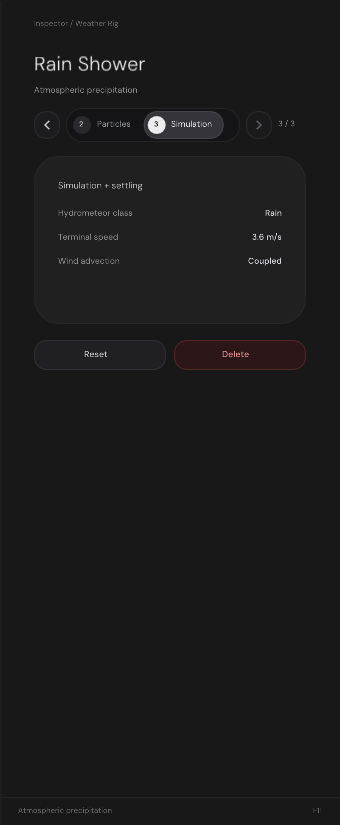 Inspector / Weather Rig
Rain Shower
Atmospheric precipitation
2 Particles 3 Simulation 3 / 3
Simulation + settling
Hydrometeor class Rain
Terminal speed 3.6 m/s
Wind advection Coupled
Reset Delete
Atmospheric precipitation